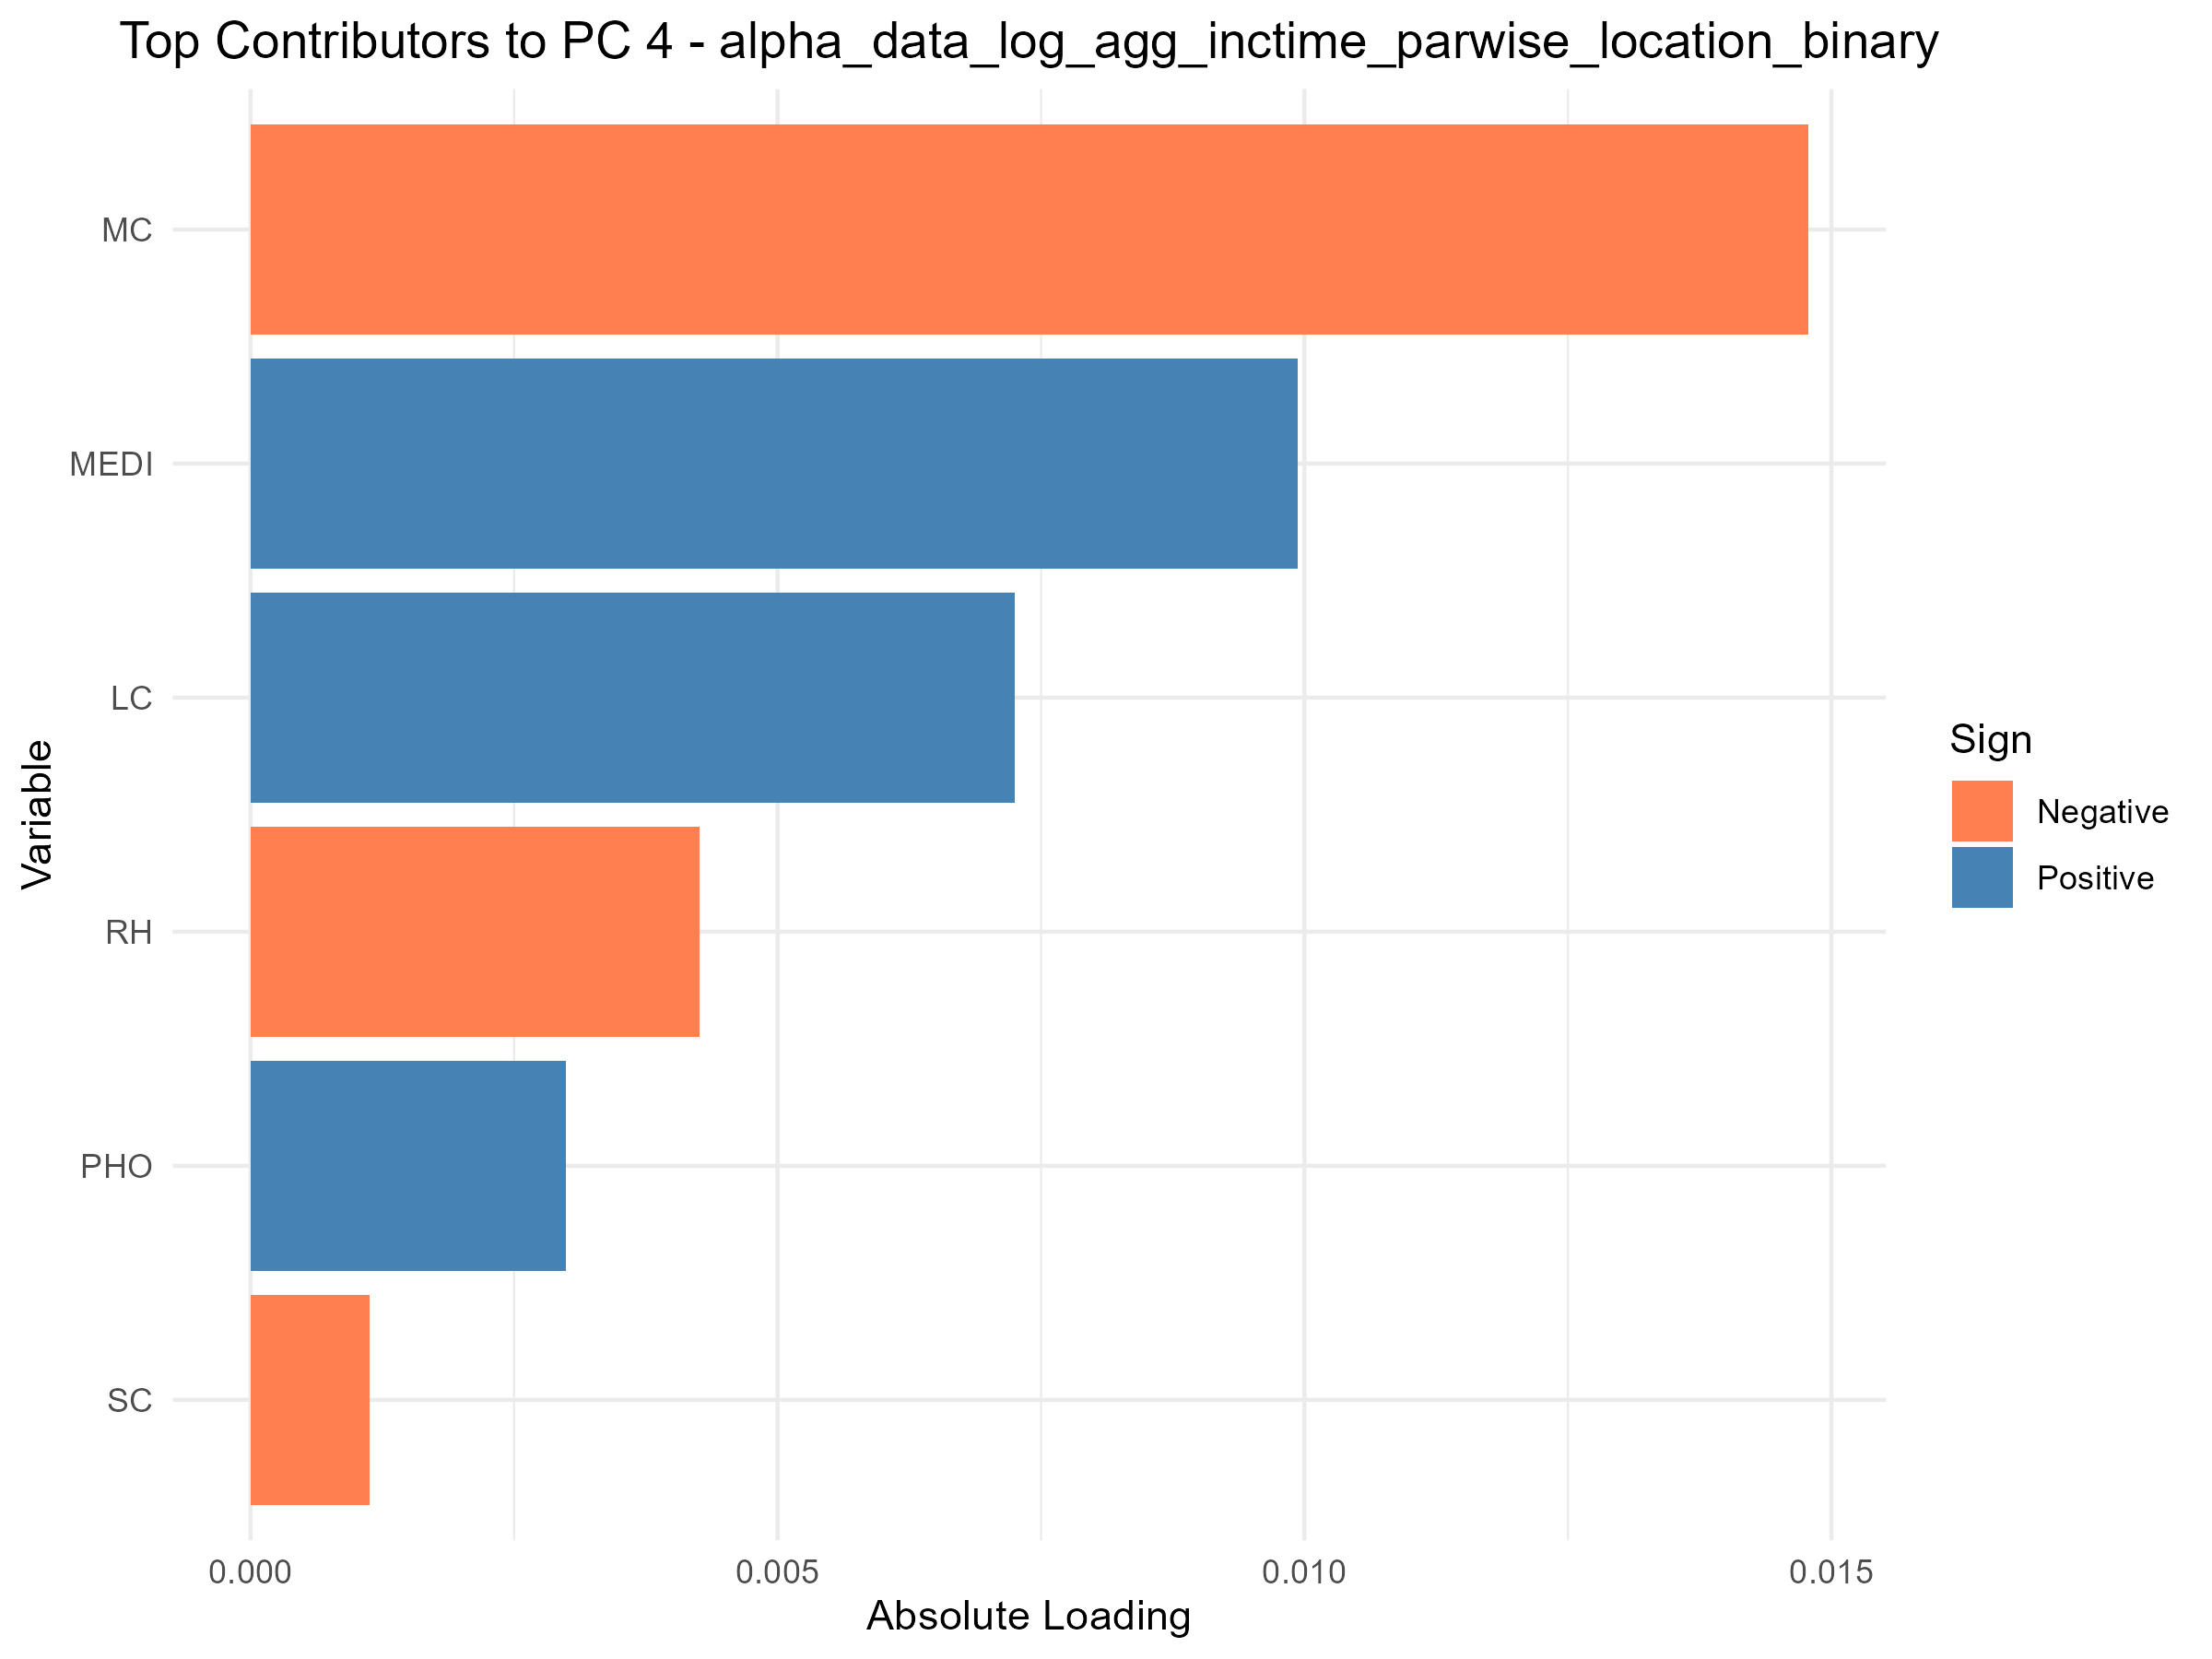 Top Contributors to PC 4 - alpha_data_log_agg_inctime_parwise_location_binary
MC
MEDI
LC
RH
PHO
SC
Variable
0.000
0.005
0.010
0.015
Absolute Loading
Sign
Negative
Positive